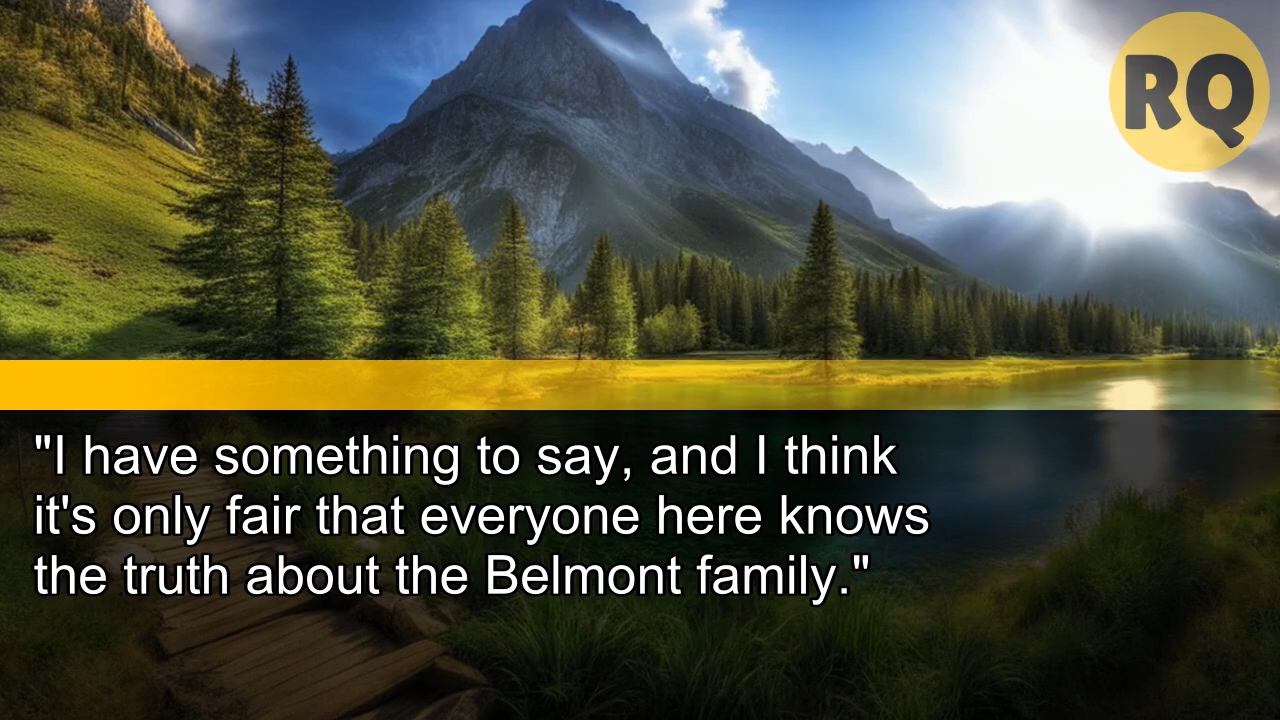 RQ
"I have something to say, and I think
it's only fair that everyone here knows
the truth about the Belmont family."